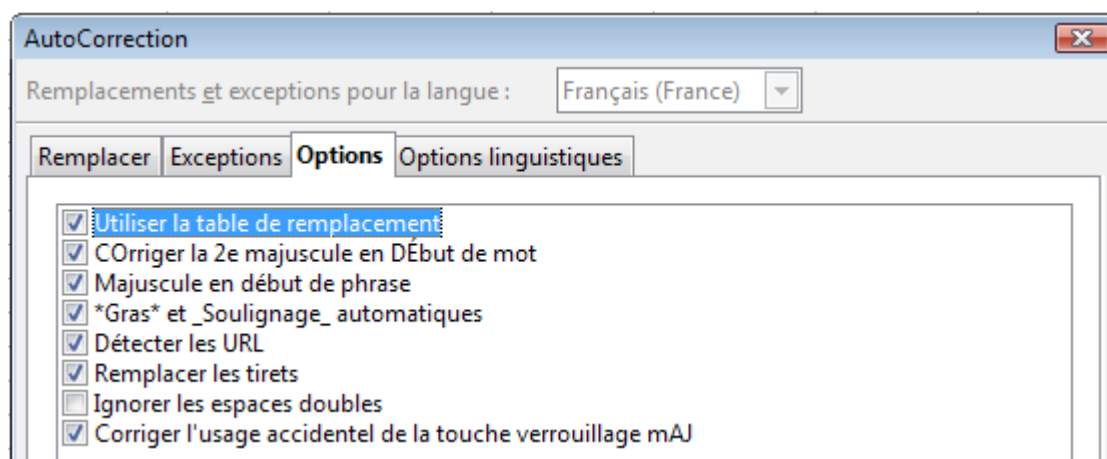 AutoCorrection
Remplacements et exceptions pour la langue : Français (France)
Remplacer Exceptions Options Options linguistiques
Utiliser la table de remplacement
COrriger la 2e majuscule en DÉbut de mot
Majuscule en début de phrase
*Gras* et _Soulignage_ automatiques
Détecter les URL
Remplacer les tirets
Ignorer les espaces doubles
Corriger l'usage accidentel de la touche verrouillage mAJ